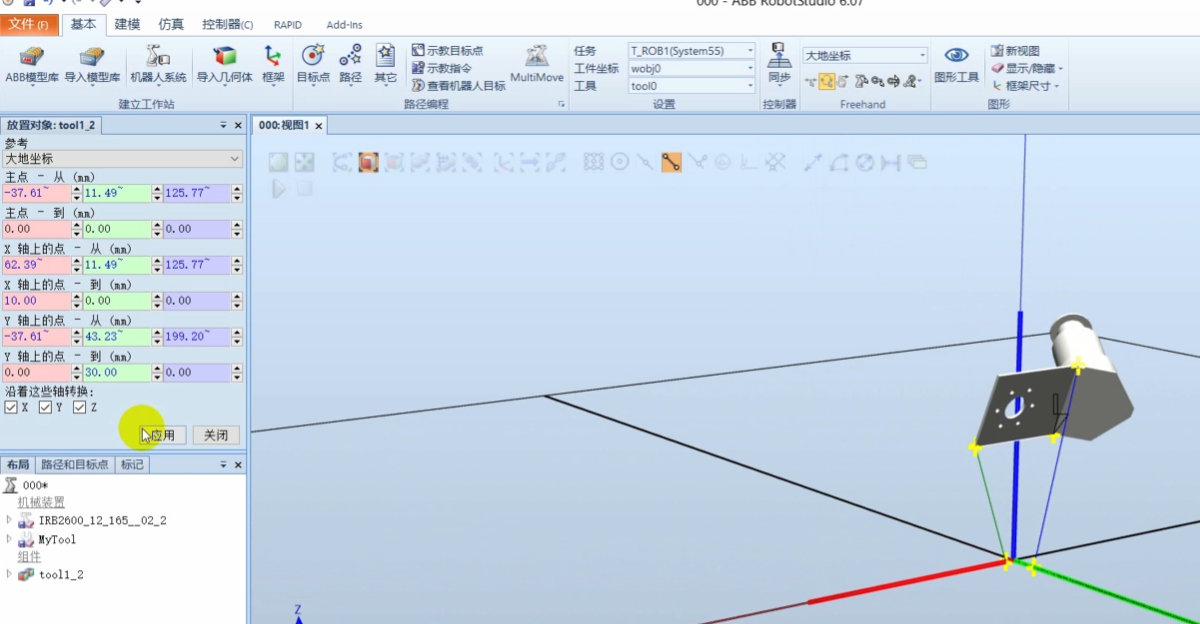 000 - ABB RobotStudio 6.07
文件(F) 基本 建模 仿真 控制器(C) RAPID Add-Ins
ABB模型库 导入模型库 机器人系统 导入几何体 框架 目标点 路径 其它 MultiMove 同步 图形工具
示教目标点
示教指令
查看机器人目标
任务 T_ROB1(System55)
工件坐标 wobj0
工具 tool0
大地坐标
新视图
显示/隐藏
框架尺寸
建立工作站 路径编程 设置 控制器 Freehand 图形
放置对象: tool1_2
000:视图1
参考
大地坐标
主点 - 从 (mm)
-37.61~ 11.49~ 125.77~
主点 - 到 (mm)
0.00 0.00 0.00
X 轴上的点 - 从 (mm)
62.39~ 11.49~ 125.77~
X 轴上的点 - 到 (mm)
10.00 0.00 0.00
Y 轴上的点 - 从 (mm)
-37.61~ 43.23~ 199.20~
Y 轴上的点 - 到 (mm)
0.00 30.00 0.00
沿着这些轴转换:
X Y Z
应用 关闭
布局 路径和目标点 标记
000*
机械装置
IRB2600_12_165__02_2
MyTool
组件
tool1_2
Z